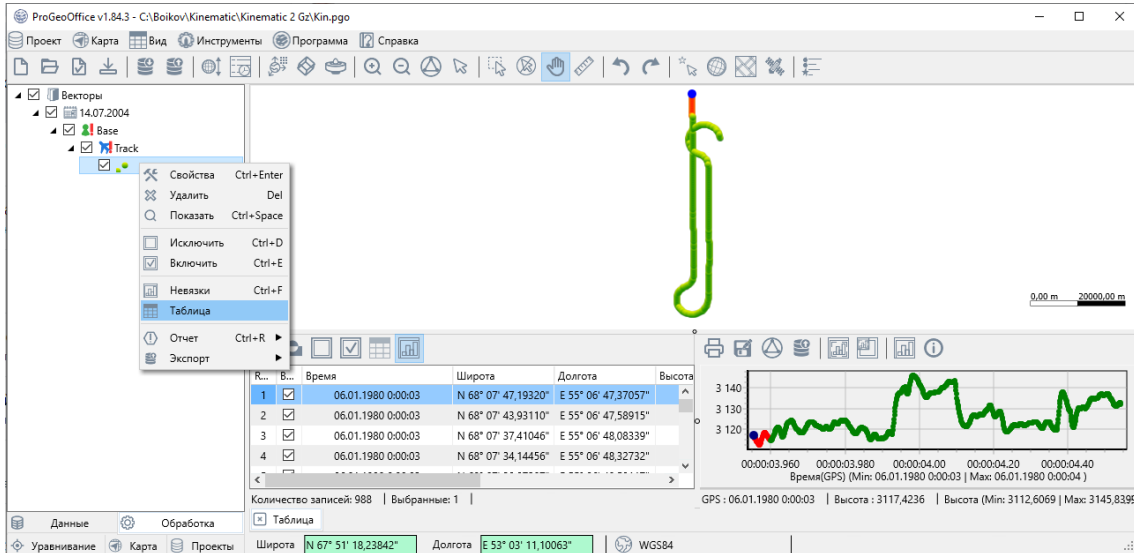 ProGeoOffice v1.84.3 - C:\Boikov\Kinematic\Kinematic 2 Gz\Kin.pgo
Проект Карта Вид Инструменты Программа Справка
Векторы
14.07.2004
Base
Track
Свойства Ctrl+Enter
Удалить Del
Показать Ctrl+Space
Исключить Ctrl+D
Включить Ctrl+E
Невязки Ctrl+F
Таблица
Отчет Ctrl+R
Экспорт
0,00 m 20000,00 m
R... В... Время Широта Долгота Высота
1 06.01.1980 0:00:03 N 68° 07' 47,19320" E 55° 06' 47,37057"
2 06.01.1980 0:00:03 N 68° 07' 43,93110" E 55° 06' 47,58915"
3 06.01.1980 0:00:03 N 68° 07' 37,41046" E 55° 06' 48,08339"
4 06.01.1980 0:00:03 N 68° 07' 34,14456" E 55° 06' 48,32732"
Количество записей: 988 | Выбранные: 1 |
Таблица
3 140
3 130
3 120
00:00:03.960 00:00:03.980 00:00:04.00 00:00:04.20 00:00:04.40
Время(GPS) (Min: 06.01.1980 0:00:03 | Max: 06.01.1980 0:00:04 )
GPS : 06.01.1980 0:00:03 | Высота : 3117,4236 | Высота (Min: 3112,6069 | Max: 3145,8395
Данные Обработка
Уравнивание Карта Проекты
Широта N 67° 51' 18,23842" Долгота E 53° 03' 11,10063" WGS84